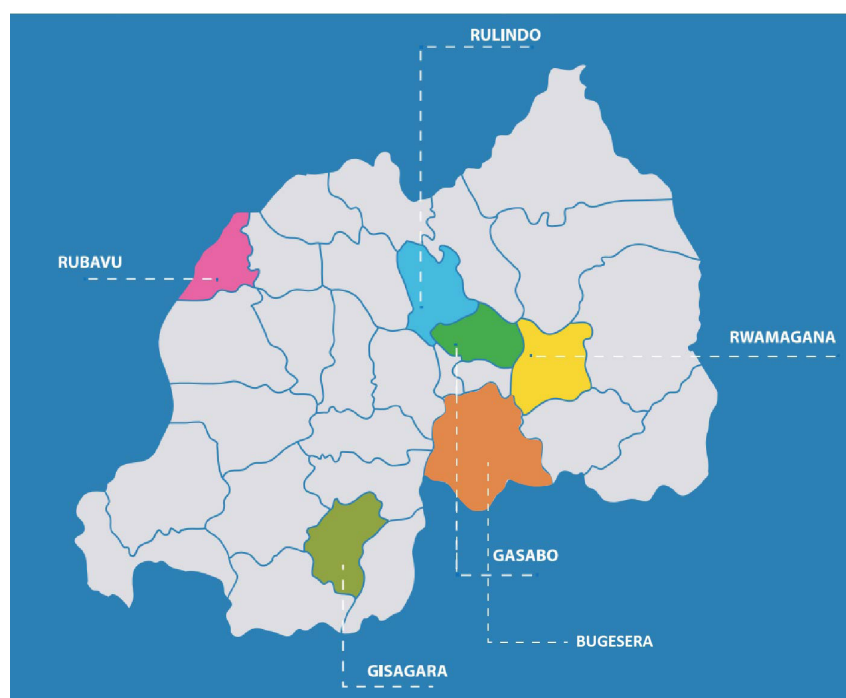 RULINDO
RUBAVU
RWAMAGANA
GASABO
BUGESERA
GISAGARA